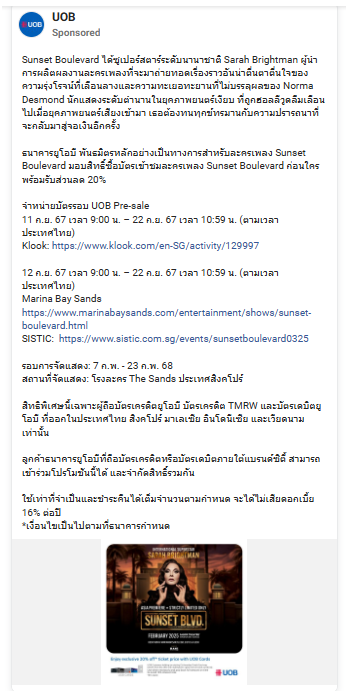 UOB
Sponsored
Sunset Boulevard ได้ซูเปอร์สตาร์ระดับนานาชาติ Sarah Brightman ผู้นำ
การผลิตผลงานละครเพลงที่จะมาถ่ายทอดเรื่องราวอันน่าตื่นตาตื่นใจของ
ความรุ่งโรจน์ที่เลือนลางและความทะเยอทะยานที่ไม่บรรลุผลของ Norma
Desmond นักแสดงระดับตำนานในยุคภาพยนตร์เงียบ ที่ถูกฮอลลีวูดลืมเลือน
ไปเมื่อยุคภาพยนตร์เสียงเข้ามา เธอต้องทนทุกข์ทรมานกับความปรารถนาที่
จะกลับมาสู่จอเงินอีกครั้ง
ธนาคารยูโอบี พันธมิตรหลักอย่างเป็นทางการสำหรับละครเพลง Sunset
Boulevard มอบสิทธิ์ซื้อบัตรเข้าชมละครเพลง Sunset Boulevard ก่อนใคร
พร้อมรับส่วนลด 20%
จำหน่ายบัตรรอบ UOB Pre-sale
11 ก.ย. 67 เวลา 9:00 น. – 22 ก.ย. 67 เวลา 10:59 น. (ตามเวลา
ประเทศไทย)
Klook: https://www.klook.com/en-SG/activity/129997
12 ก.ย. 67 เวลา 9:00 น. – 22 ก.ย. 67 เวลา 10:59 น. (ตามเวลา
ประเทศไทย)
Marina Bay Sands
https://www.marinabaysands.com/entertainment/shows/sunset-
boulevard.html
SISTIC: https://www.sistic.com.sg/events/sunsetboulevard0325
รอบการจัดแสดง: 7 ก.พ. - 23 ก.พ. 68
สถานที่จัดแสดง: โรงละคร The Sands ประเทศสิงคโปร์
สิทธิพิเศษนี้เฉพาะผู้ถือบัตรเครดิตยูโอบี บัตรเครดิต TMRW และบัตรเดบิตยู
โอบี ที่ออกในประเทศไทย สิงคโปร์ มาเลเซีย อินโดนีเซีย และเวียดนาม
เท่านั้น
ลูกค้าธนาคารยูโอบีที่ถือบัตรเครดิตหรือบัตรเดบิตภายใต้แบรนด์ซิตี้ สามารถ
เข้าร่วมโปรโมชันนี้ได้ และจำกัดสิทธิ์รวมกัน
ใช้เท่าที่จำเป็นและชำระคืนได้เต็มจำนวนตามกำหนด จะได้ไม่เสียดอกเบี้ย
16% ต่อปี
*เงื่อนไขเป็นไปตามที่ธนาคารกำหนด
INTERNATIONAL SUPERSTAR
SARAH BRIGHTMAN
ASIA PREMIERE • STRICTLY LIMITED ONLY
SUNSET BLVD.
FEBRUARY 2025
Enjoy exclusive 20% off* ticket price with UOB Cards
UOB